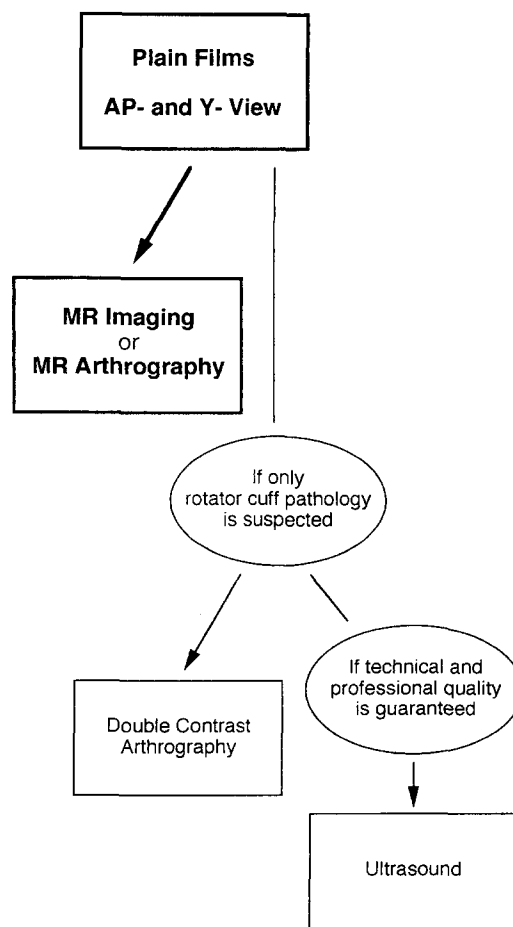 Plain Films
AP- and Y- View
MR Imaging
or
MR Arthrography
If only
rotator cuff pathology
is suspected
If technical and
professional quality
is guaranteed
Double Contrast
Arthrography
Ultrasound